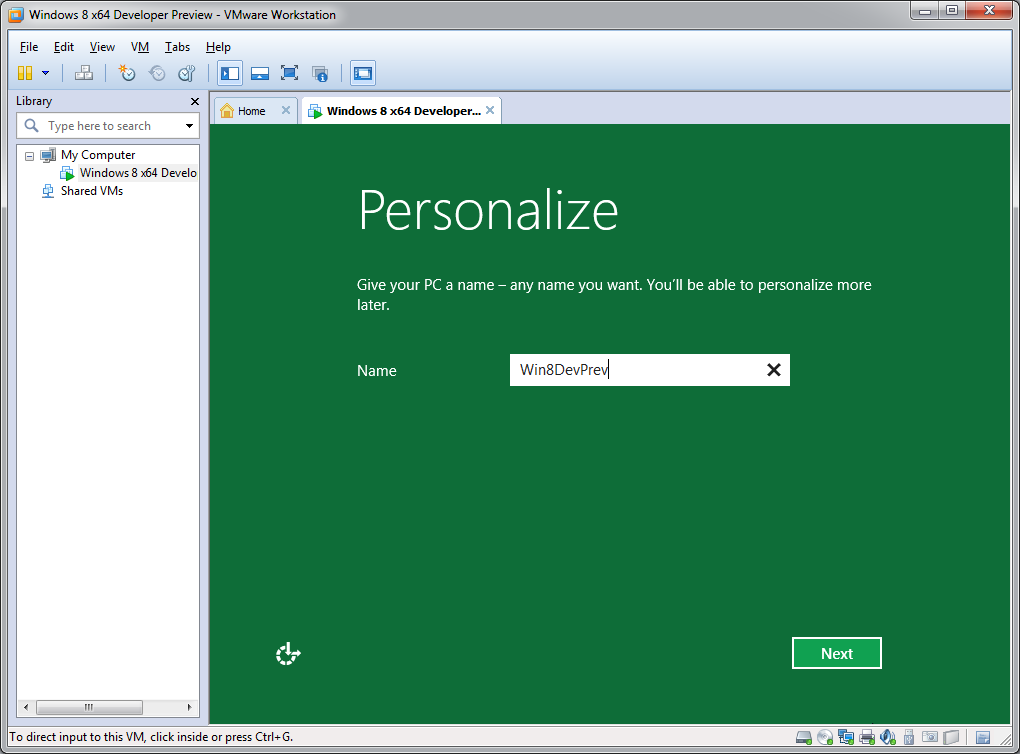 Windows 8 x64 Developer Preview - VMware Workstation
File Edit View VM Tabs Help
Library
Type here to search
My Computer
Windows 8 x64 Develo
Shared VMs
Home
Windows 8 x64 Developer...
Personalize
Give your PC a name – any name you want. You'll be able to personalize more
later.
Name
Win8DevPrev
Next
To direct input to this VM, click inside or press Ctrl+G.